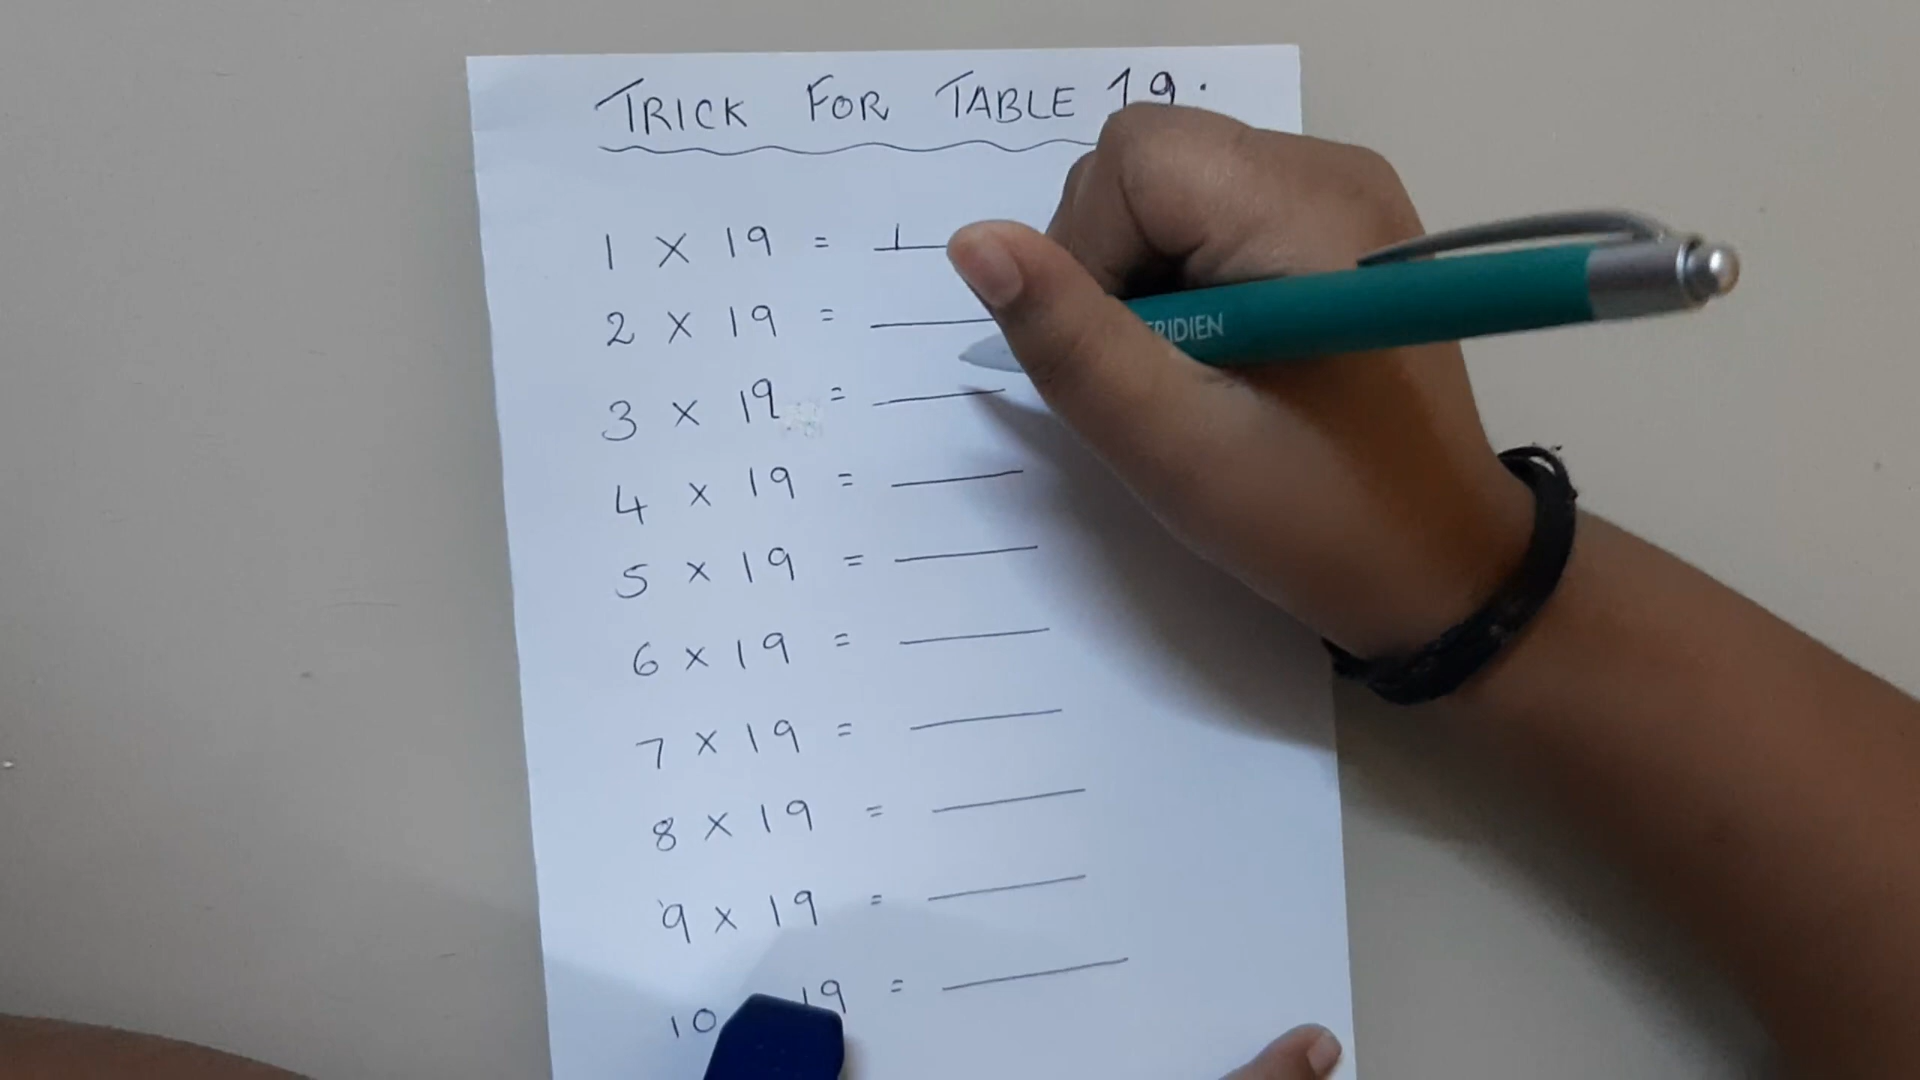 TRICK FOR TABLE 19.
1 X 19 = 1
2 X 19 =
RIDIEN
3 X 19 =
4 X 19 =
5 X 19 =
6 X 19 =
7 X 19 =
8 X 19 =
9 X 19 =
10 19 =